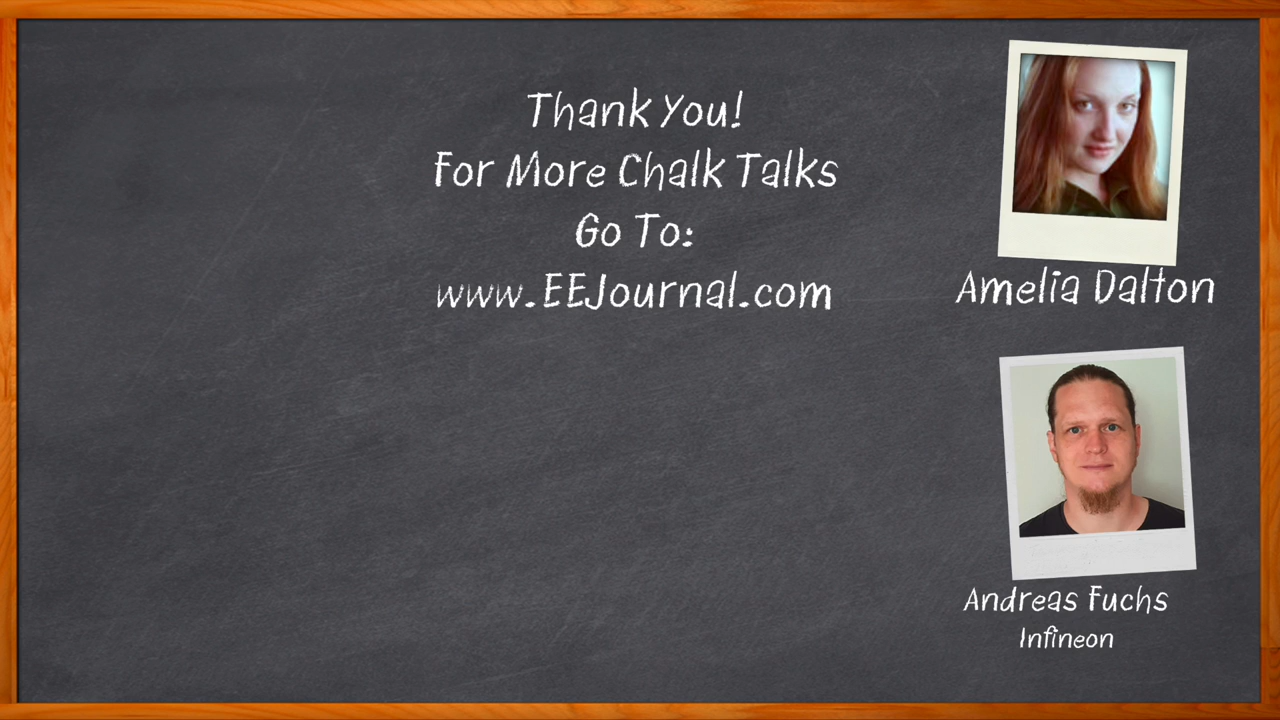 Thank You!
For More Chalk Talks
Go To:
www.EEJournal.com
Amelia Dalton
Andreas Fuchs
Infineon